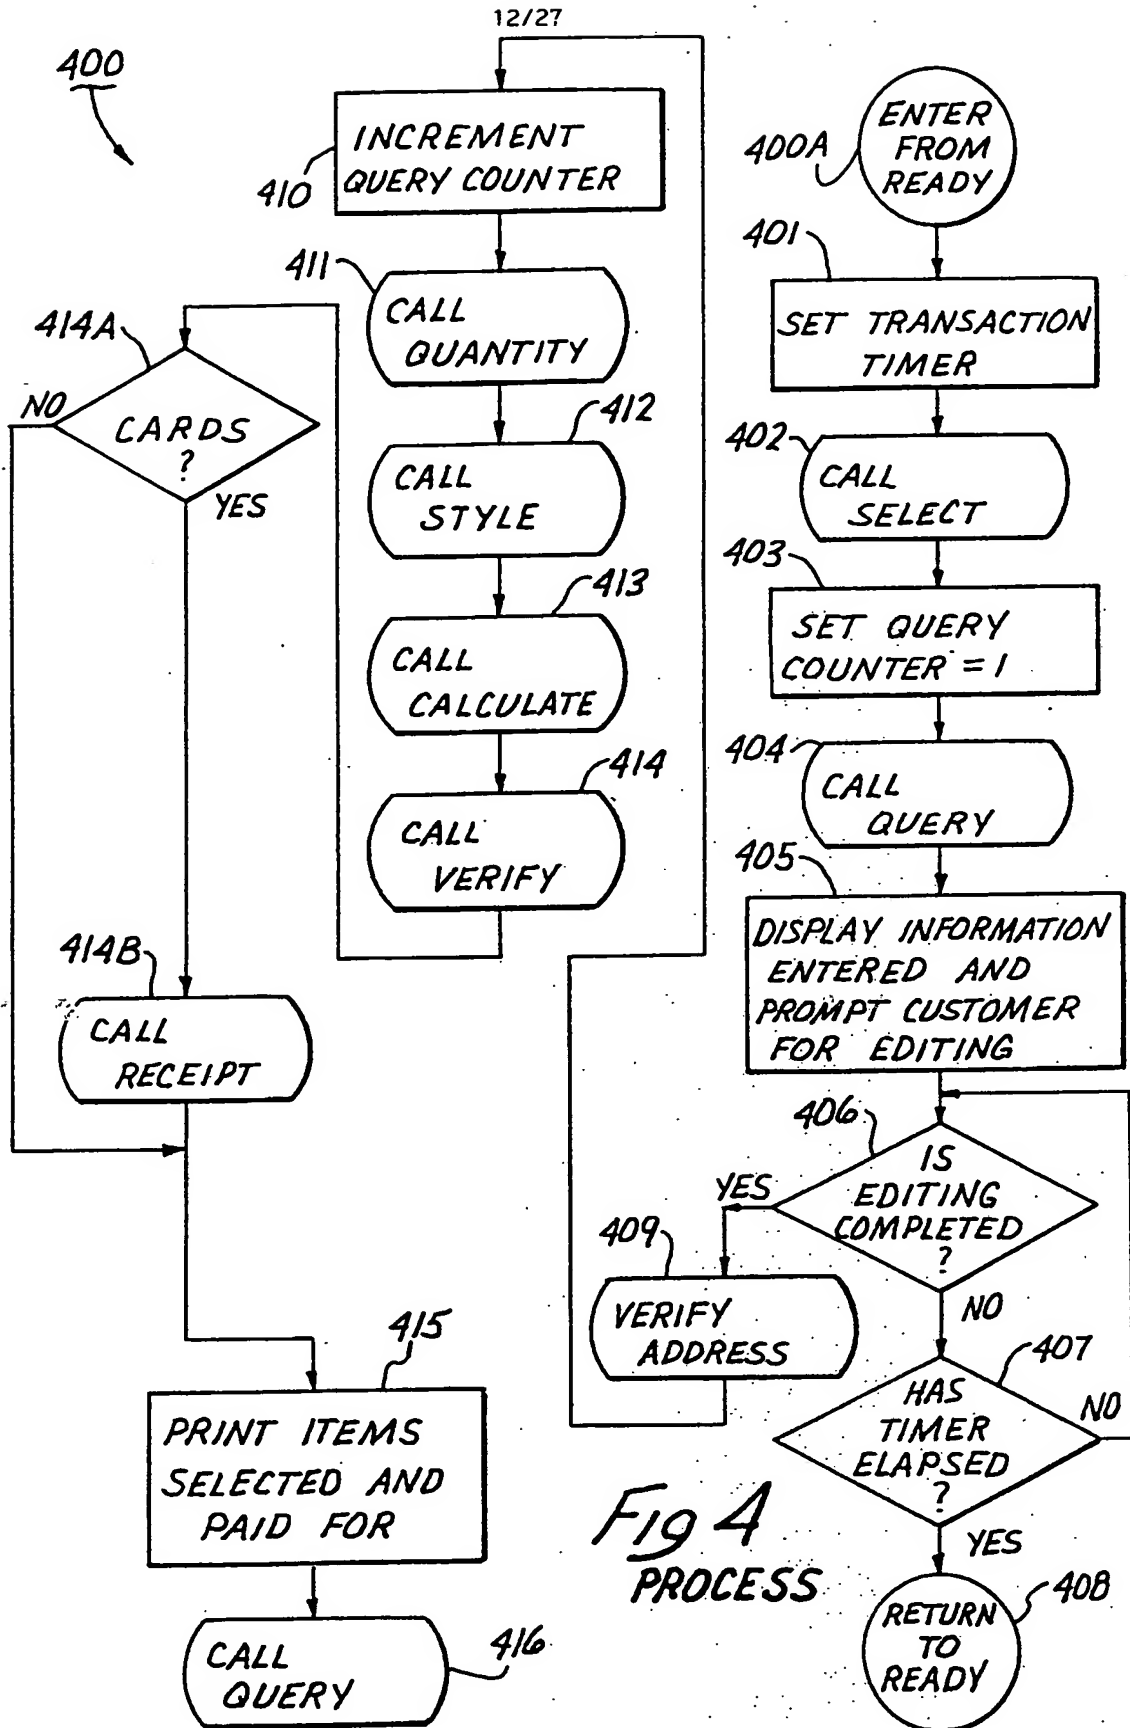 12/27
400
INCREMENT
QUERY COUNTER
410
411
CALL
QUANTITY
412
CALL
STYLE
413
CALL
CALCULATE
414
CALL
VERIFY
414A
CARDS
?
NO
YES
414B
CALL
RECEIPT
415
PRINT ITEMS
SELECTED AND
PAID FOR
CALL
QUERY
416
400A
ENTER
FROM
READY
401
SET TRANSACTION
TIMER
402
CALL
SELECT
403
SET QUERY
COUNTER = 1
404
CALL
QUERY
405
DISPLAY INFORMATION
ENTERED AND
PROMPT CUSTOMER
FOR EDITING
406
IS
EDITING
COMPLETED
?
YES
NO
409
VERIFY
ADDRESS
407
HAS
TIMER
ELAPSED
?
NO
YES
408
RETURN
TO
READY
Fig 4
PROCESS